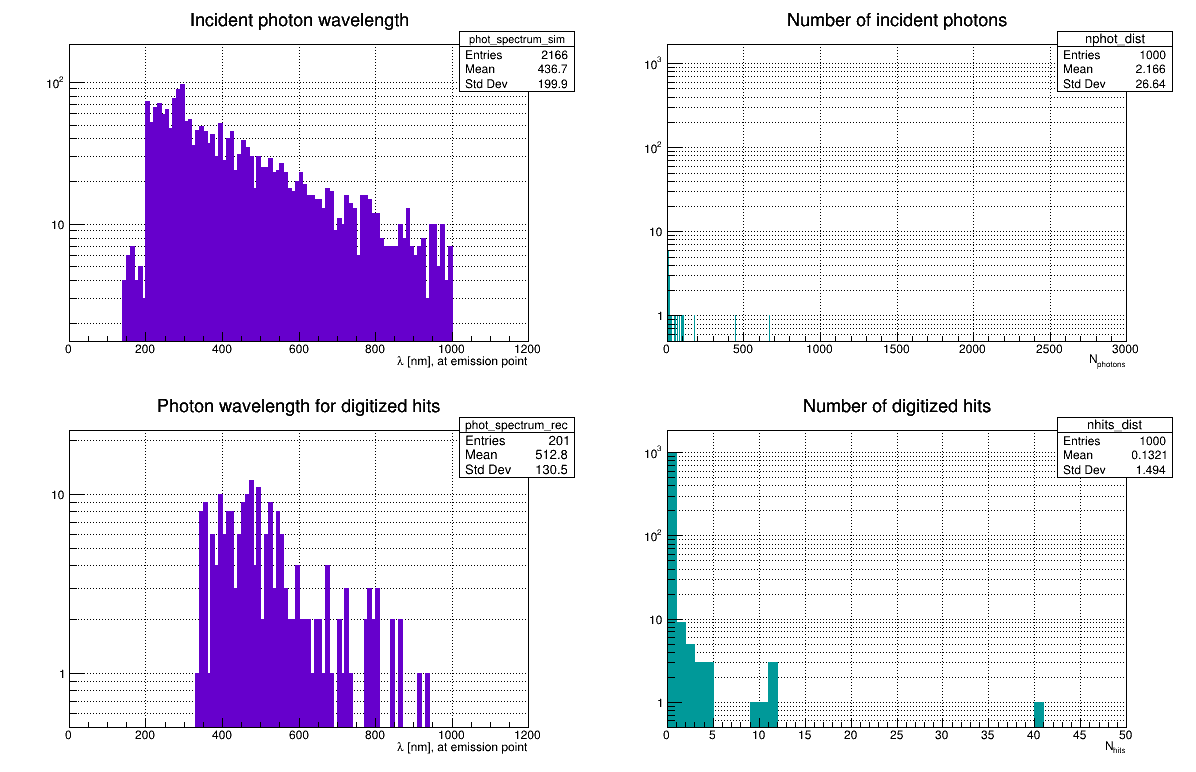 Incident photon wavelength
phot_spectrum_sim
Entries 2166
Mean 436.7
Std Dev 199.9
10²
10
0 200 400 600 800 1000 1200
λ [nm], at emission point
Number of incident photons
nphot_dist
Entries 1000
Mean 2.166
Std Dev 26.64
10³
10²
10
1
0 500 1000 1500 2000 2500 3000
N_photons
Photon wavelength for digitized hits
phot_spectrum_rec
Entries 201
Mean 512.8
Std Dev 130.5
10
1
0 200 400 600 800 1000 1200
λ [nm], at emission point
Number of digitized hits
nhits_dist
Entries 1000
Mean 0.1321
Std Dev 1.494
10³
10²
10
1
0 5 10 15 20 25 30 35 40 45 50
N_hits